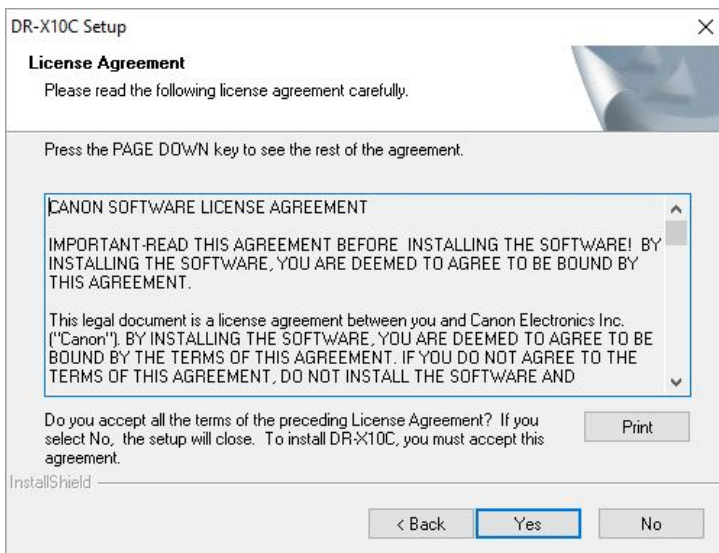 DR-X10C Setup
License Agreement
Please read the following license agreement carefully.
Press the PAGE DOWN key to see the rest of the agreement.
CANON SOFTWARE LICENSE AGREEMENT
IMPORTANT-READ THIS AGREEMENT BEFORE  INSTALLING THE SOFTWARE!  BY
INSTALLING THE SOFTWARE, YOU ARE DEEMED TO AGREE TO BE BOUND BY
THIS AGREEMENT.
This legal document is a license agreement between you and Canon Electronics Inc.
("Canon"). BY INSTALLING THE SOFTWARE, YOU ARE DEEMED TO AGREE TO BE
BOUND BY THE TERMS OF THIS AGREEMENT. IF YOU DO NOT AGREE TO THE
TERMS OF THIS AGREEMENT, DO NOT INSTALL THE SOFTWARE AND
Do you accept all the terms of the preceding License Agreement?  If you
select No,  the setup will close.  To install DR-X10C, you must accept this
agreement.
Print
InstallShield
< Back
Yes
No